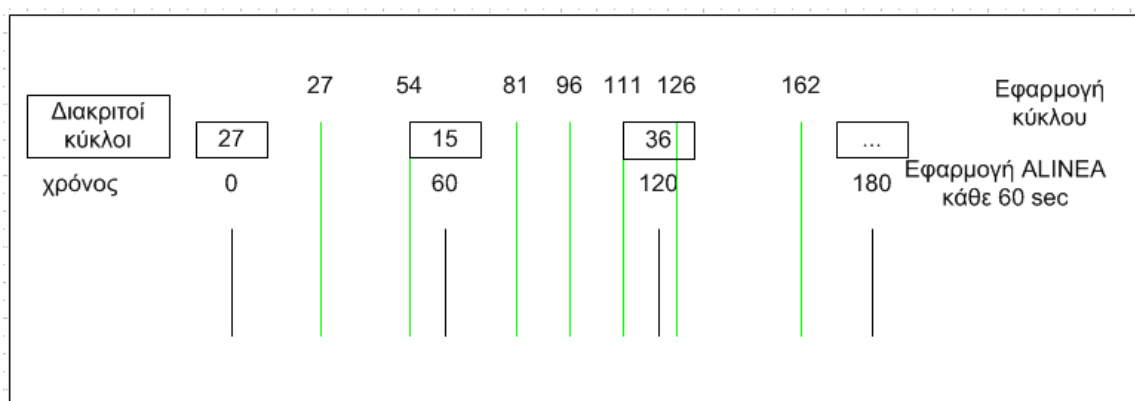 27 54 81 96 111 126 162
Εφαρμογή
κύκλου
Διακριτοί
κύκλοι
27 15 36 ...
χρόνος 0 60 120 180
Εφαρμογή ALINEA
κάθε 60 sec